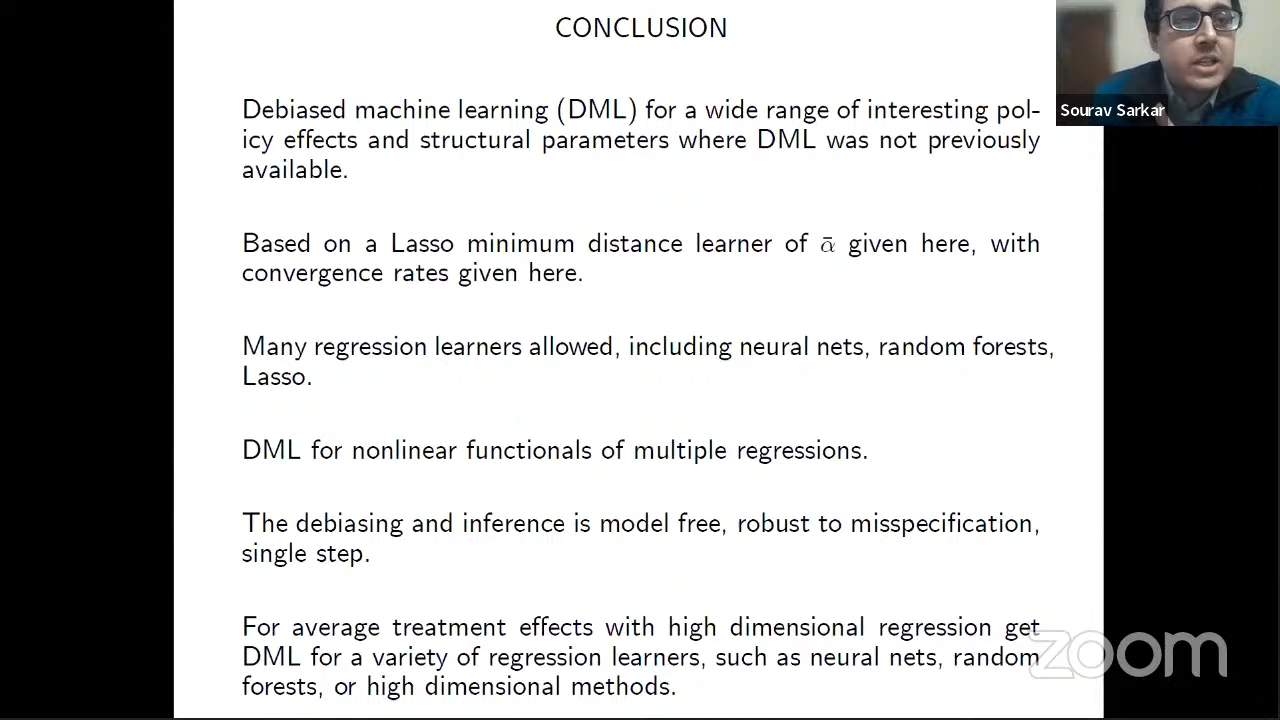 CONCLUSION
Debiased machine learning (DML) for a wide range of interesting pol-
icy effects and structural parameters where DML was not previously
available.
Based on a Lasso minimum distance learner of ᾱ given here, with
convergence rates given here.
Many regression learners allowed, including neural nets, random forests,
Lasso.
DML for nonlinear functionals of multiple regressions.
The debiasing and inference is model free, robust to misspecification,
single step.
For average treatment effects with high dimensional regression get
DML for a variety of regression learners, such as neural nets, random
forests, or high dimensional methods.
Sourav Sarkar
zoom